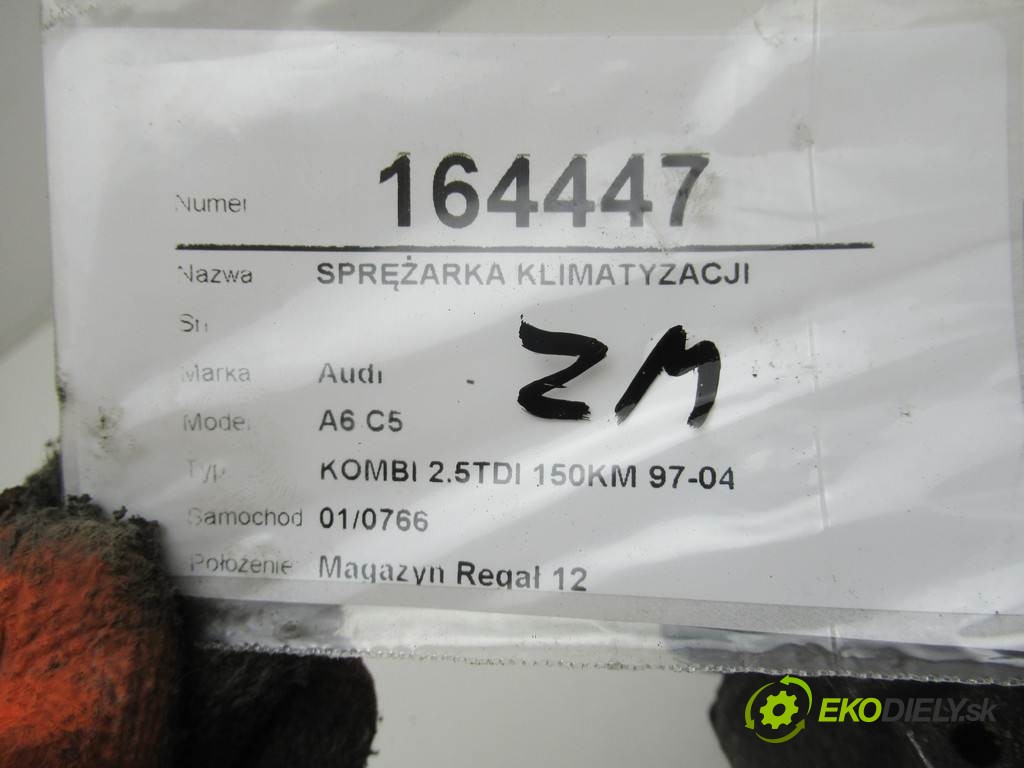 Numer 164447
Nazwa SPRĘŻARKA KLIMATYZACJI
ZM
Marka Audi
Model A6 C5
Typ KOMBI 2.5TDI 150KM 97-04
Samochod 01/0766
Położenie Magazyn Regał 12
EKODIELY.sk